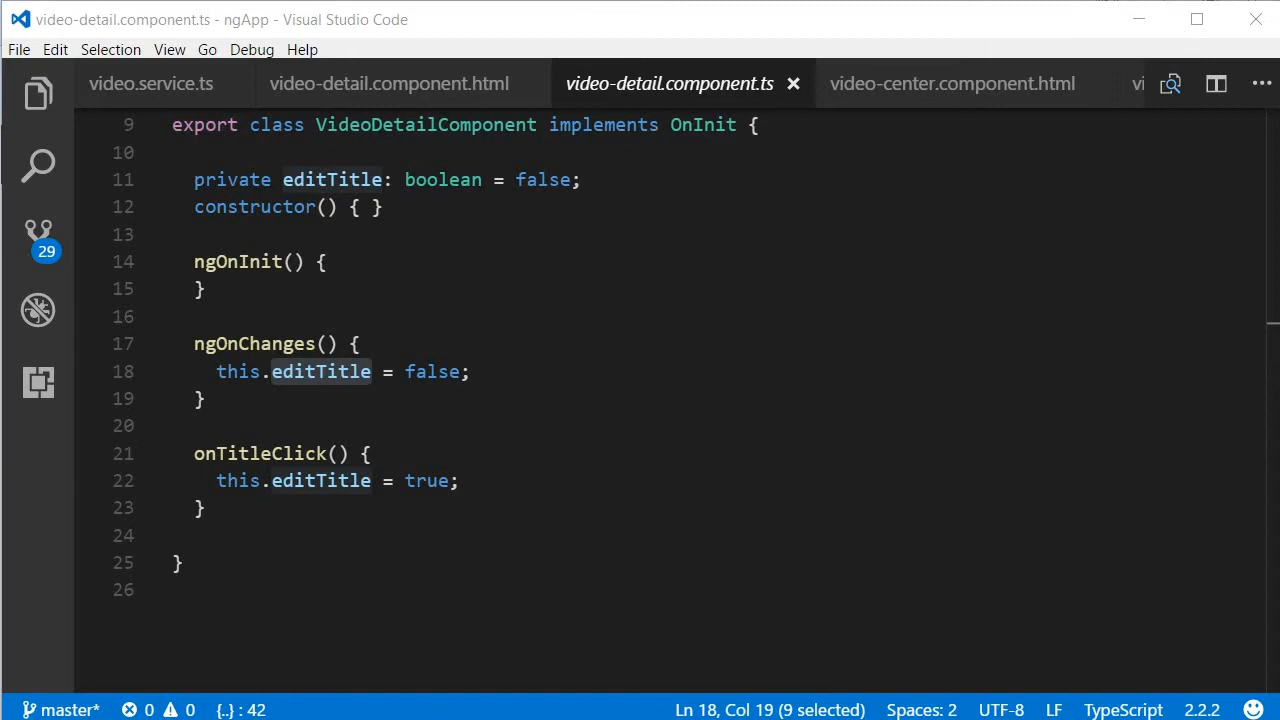 video-detail.component.ts - ngApp - Visual Studio Code
File Edit Selection View Go Debug Help
video.service.ts video-detail.component.html video-detail.component.ts video-center.component.html vi
9 export class VideoDetailComponent implements OnInit {
10
11 private editTitle: boolean = false;
12 constructor() { }
13
14 ngOnInit() {
15 }
16
17 ngOnChanges() {
18 this.editTitle = false;
19 }
20
21 onTitleClick() {
22 this.editTitle = true;
23 }
24
25 }
26
29
master* 0 0 {..} : 42 Ln 18, Col 19 (9 selected) Spaces: 2 UTF-8 LF TypeScript 2.2.2